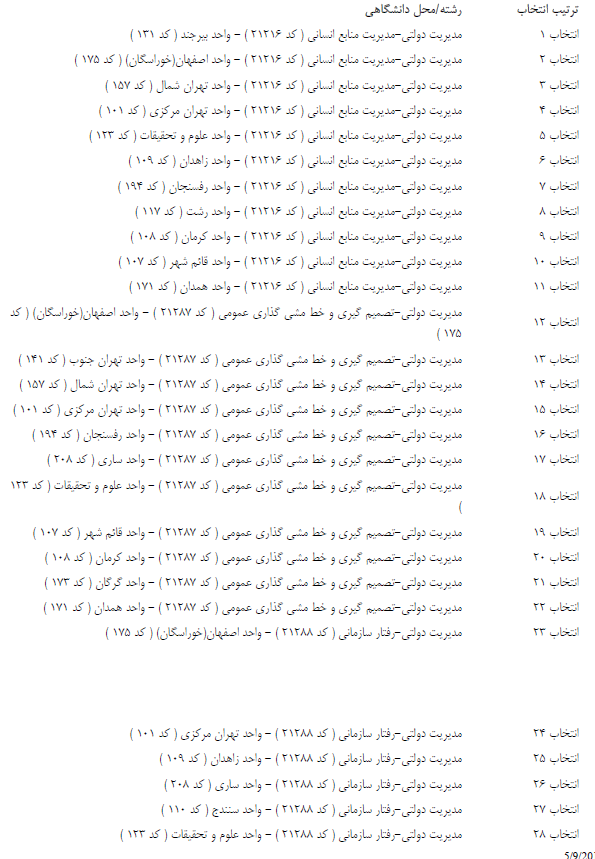 ترتیب انتخاب رشته/محل دانشگاهی
انتخاب ۱ مدیریت دولتی-مدیریت منابع انسانی ( کد ۲۱۲۱۶ ) - واحد بیرجند ( کد ۱۳۱ )
انتخاب ۲ مدیریت دولتی-مدیریت منابع انسانی ( کد ۲۱۲۱۶ ) - واحد اصفهان(خوراسگان) ( کد ۱۷۵ )
انتخاب ۳ مدیریت دولتی-مدیریت منابع انسانی ( کد ۲۱۲۱۶ ) - واحد تهران شمال ( کد ۱۵۷ )
انتخاب ۴ مدیریت دولتی-مدیریت منابع انسانی ( کد ۲۱۲۱۶ ) - واحد تهران مرکزی ( کد ۱۰۱ )
انتخاب ۵ مدیریت دولتی-مدیریت منابع انسانی ( کد ۲۱۲۱۶ ) - واحد علوم و تحقیقات ( کد ۱۲۳ )
انتخاب ۶ مدیریت دولتی-مدیریت منابع انسانی ( کد ۲۱۲۱۶ ) - واحد زاهدان ( کد ۱۰۹ )
انتخاب ۷ مدیریت دولتی-مدیریت منابع انسانی ( کد ۲۱۲۱۶ ) - واحد رفسنجان ( کد ۱۹۴ )
انتخاب ۸ مدیریت دولتی-مدیریت منابع انسانی ( کد ۲۱۲۱۶ ) - واحد رشت ( کد ۱۱۷ )
انتخاب ۹ مدیریت دولتی-مدیریت منابع انسانی ( کد ۲۱۲۱۶ ) - واحد کرمان ( کد ۱۰۸ )
انتخاب ۱۰ مدیریت دولتی-مدیریت منابع انسانی ( کد ۲۱۲۱۶ ) - واحد قائم شهر ( کد ۱۰۷ )
انتخاب ۱۱ مدیریت دولتی-مدیریت منابع انسانی ( کد ۲۱۲۱۶ ) - واحد همدان ( کد ۱۷۱ )
انتخاب ۱۲ مدیریت دولتی-تصمیم گیری و خط مشی گذاری عمومی ( کد ۲۱۲۸۷ ) - واحد اصفهان(خوراسگان) ( کد
۱۷۵ )
انتخاب ۱۳ مدیریت دولتی-تصمیم گیری و خط مشی گذاری عمومی ( کد ۲۱۲۸۷ ) - واحد تهران جنوب ( کد ۱۴۱ )
انتخاب ۱۴ مدیریت دولتی-تصمیم گیری و خط مشی گذاری عمومی ( کد ۲۱۲۸۷ ) - واحد تهران شمال ( کد ۱۵۷ )
انتخاب ۱۵ مدیریت دولتی-تصمیم گیری و خط مشی گذاری عمومی ( کد ۲۱۲۸۷ ) - واحد تهران مرکزی ( کد ۱۰۱ )
انتخاب ۱۶ مدیریت دولتی-تصمیم گیری و خط مشی گذاری عمومی ( کد ۲۱۲۸۷ ) - واحد رفسنجان ( کد ۱۹۴ )
انتخاب ۱۷ مدیریت دولتی-تصمیم گیری و خط مشی گذاری عمومی ( کد ۲۱۲۸۷ ) - واحد ساری ( کد ۲۰۸ )
انتخاب ۱۸ مدیریت دولتی-تصمیم گیری و خط مشی گذاری عمومی ( کد ۲۱۲۸۷ ) - واحد علوم و تحقیقات ( کد ۱۲۳
)
انتخاب ۱۹ مدیریت دولتی-تصمیم گیری و خط مشی گذاری عمومی ( کد ۲۱۲۸۷ ) - واحد قائم شهر ( کد ۱۰۷ )
انتخاب ۲۰ مدیریت دولتی-تصمیم گیری و خط مشی گذاری عمومی ( کد ۲۱۲۸۷ ) - واحد کرمان ( کد ۱۰۸ )
انتخاب ۲۱ مدیریت دولتی-تصمیم گیری و خط مشی گذاری عمومی ( کد ۲۱۲۸۷ ) - واحد گرگان ( کد ۱۷۳ )
انتخاب ۲۲ مدیریت دولتی-تصمیم گیری و خط مشی گذاری عمومی ( کد ۲۱۲۸۷ ) - واحد همدان ( کد ۱۷۱ )
انتخاب ۲۳ مدیریت دولتی-رفتار سازمانی ( کد ۲۱۲۸۸ ) - واحد اصفهان(خوراسگان) ( کد ۱۷۵ )
انتخاب ۲۴ مدیریت دولتی-رفتار سازمانی ( کد ۲۱۲۸۸ ) - واحد تهران مرکزی ( کد ۱۰۱ )
انتخاب ۲۵ مدیریت دولتی-رفتار سازمانی ( کد ۲۱۲۸۸ ) - واحد زاهدان ( کد ۱۰۹ )
انتخاب ۲۶ مدیریت دولتی-رفتار سازمانی ( کد ۲۱۲۸۸ ) - واحد ساری ( کد ۲۰۸ )
انتخاب ۲۷ مدیریت دولتی-رفتار سازمانی ( کد ۲۱۲۸۸ ) - واحد سنندج ( کد ۱۱۰ )
انتخاب ۲۸ مدیریت دولتی-رفتار سازمانی ( کد ۲۱۲۸۸ ) - واحد علوم و تحقیقات ( کد ۱۲۳ )